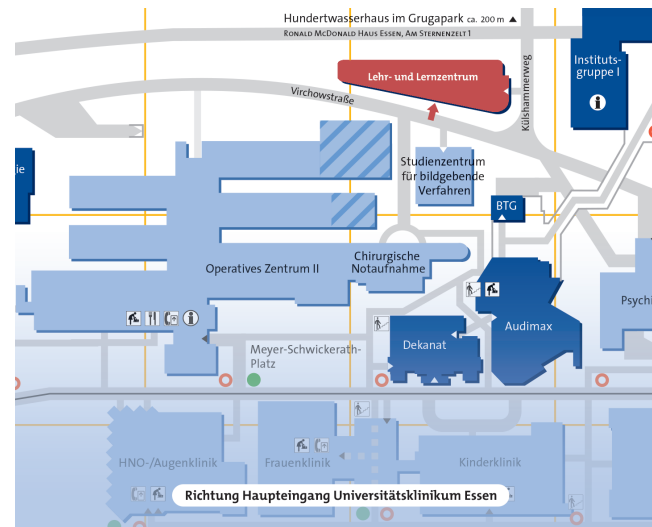 Hundertwasserhaus im Grugapark ca. 200 m ▲
Ronald McDonald Haus Essen, Am Sternenzelt 1
Instituts-
gruppe I
Lehr- und Lernzentrum
Virchowstraße
Külshammerweg
Studienzentrum
für bildgebende
Verfahren
gie
BTG
Operatives Zentrum II
Chirurgische
Notaufnahme
Psychi
Audimax
Dekanat
Meyer-Schwickerath-
Platz
HNO-/Augenklinik
Frauenklinik
Kinderklinik
Richtung Haupteingang Universitätsklinikum Essen